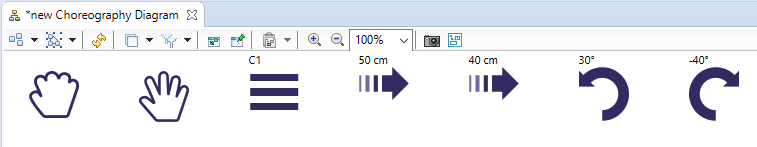 *new Choreography Diagram
100%
C1
50 cm
40 cm
30°
-40°